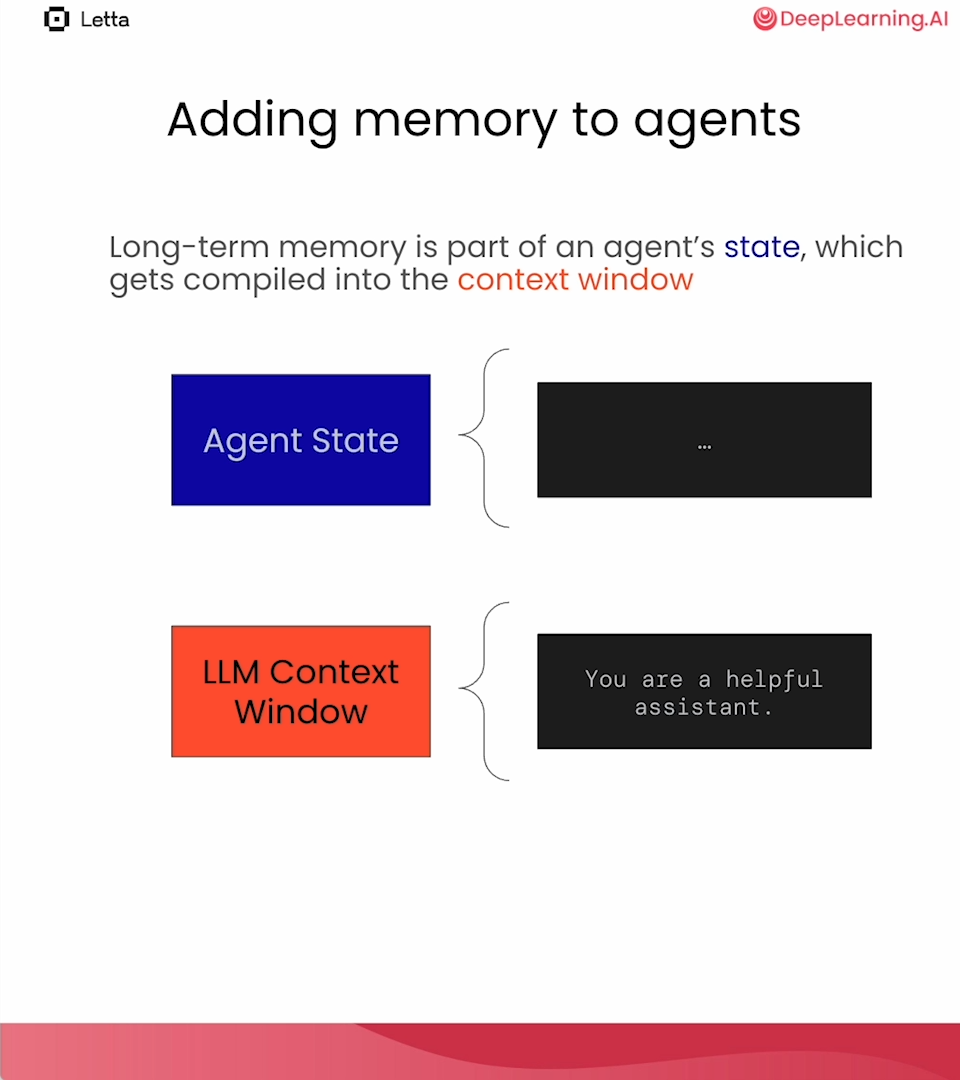 Letta
DeepLearning.AI
Adding memory to agents
Long-term memory is part of an agent’s state, which
gets compiled into the context window
Agent State
…
LLM Context
Window
You are a helpful
assistant.